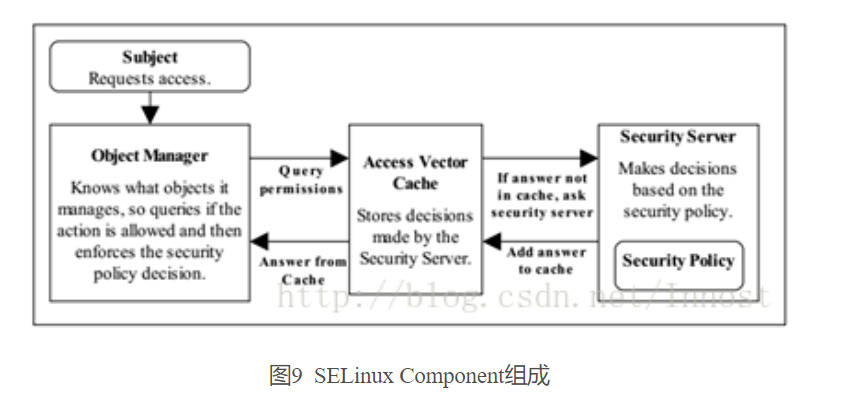 Subject
Requests access.
Object Manager
Knows what objects it
manages, so queries if the
action is allowed and then
enforces the security
policy decision.
Query
permissions
Answer from
Cache
Access Vector
Cache
Stores decisions
made by the
Security Server.
If answer not
in cache, ask
security server
Add answer
to cache
Security Server
Makes decisions
based on the
security policy.
Security Policy
http://blog.csdn.net/Innost
图9 SELinux Component组成